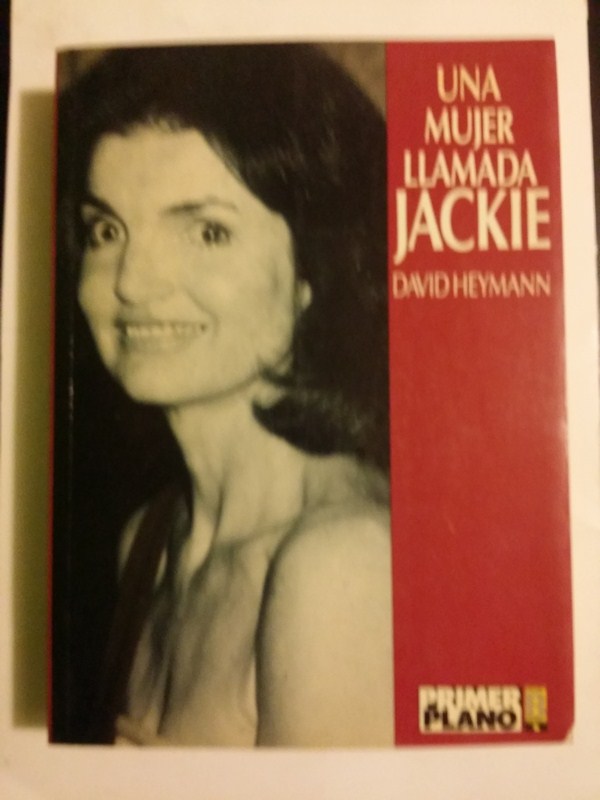 UNA
MUJER
LLAMADA
JACKIE
DAVID HEYMANN
PRIMER
PLANO